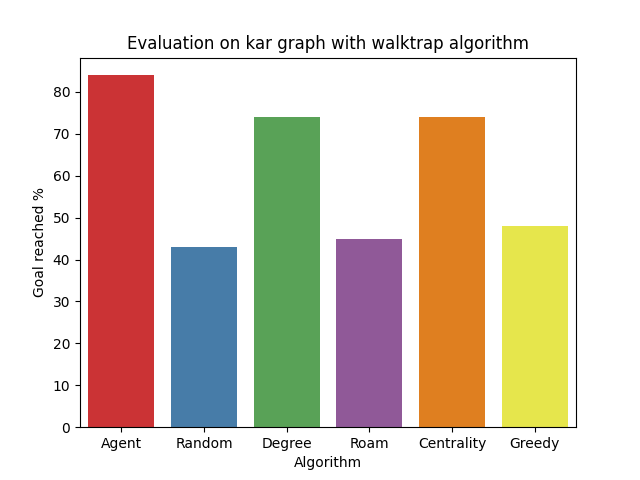 Evaluation on kar graph with walktrap algorithm
Goal reached %
80
70
60
50
40
30
20
10
0
Agent Random Degree Roam Centrality Greedy
Algorithm